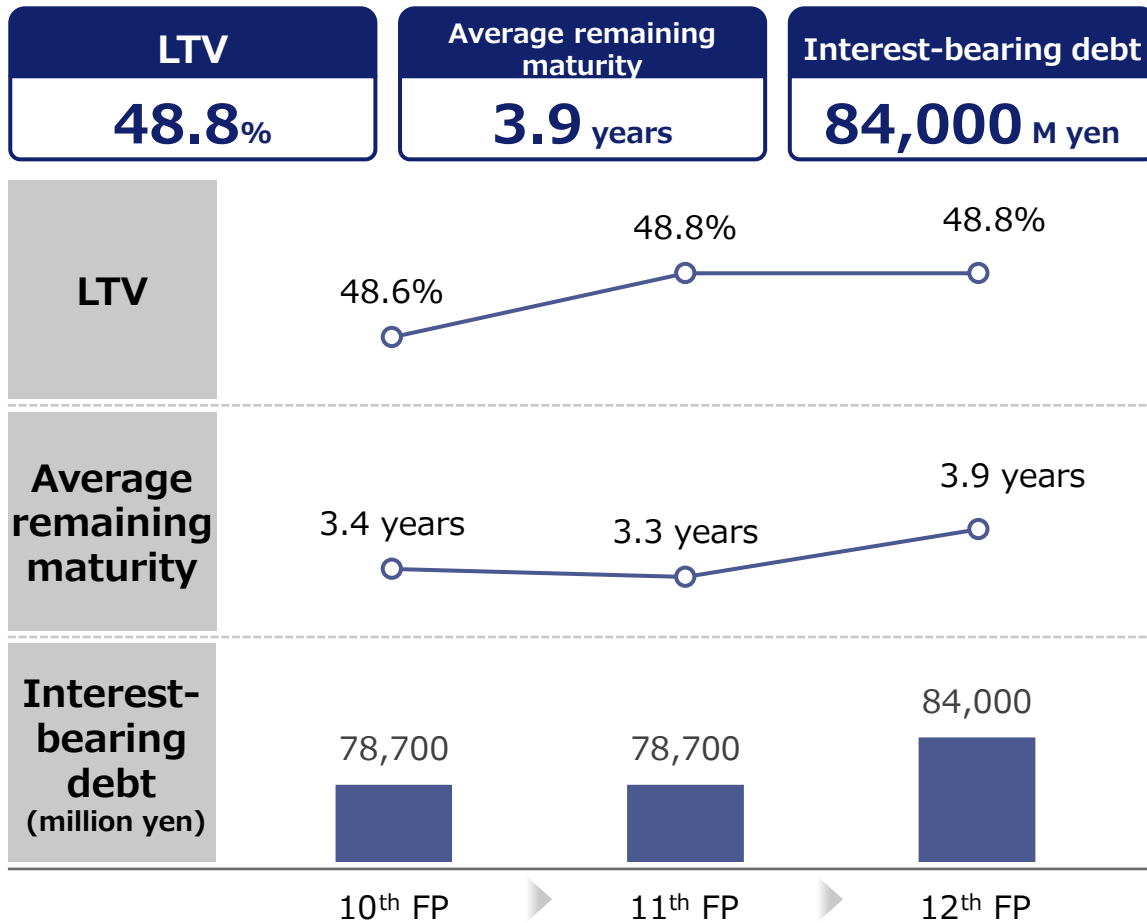 LTV
48.8%
Average remaining
maturity
3.9 years
Interest-bearing debt
84,000 M yen
LTV
48.6%
48.8%
48.8%
Average
remaining
maturity
3.4 years
3.3 years
3.9 years
Interest-
bearing
debt
(million yen)
78,700
78,700
84,000
10th FP
11th FP
12th FP